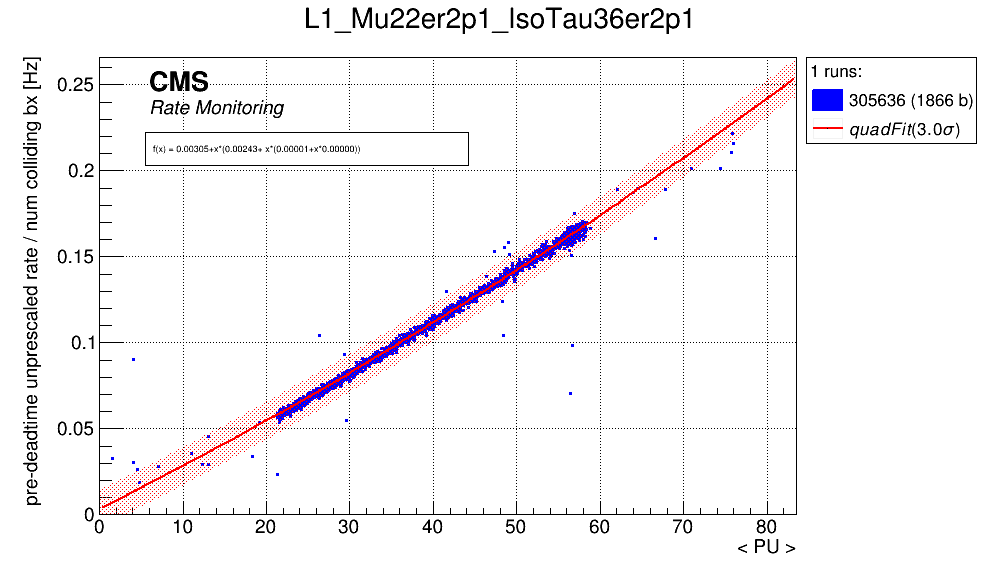 L1_Mu22er2p1_IsoTau36er2p1
pre-deadtime unprescaled rate / num colliding bx [Hz]
CMS
Rate Monitoring
f(x) = 0.00305+x*(0.00243+ x*(0.00001+x*0.00000))
1 runs:
305636 (1866 b)
quadFit(3.0σ)
0.25
0.2
0.15
0.1
0.05
0
0 10 20 30 40 50 60 70 80
< PU >